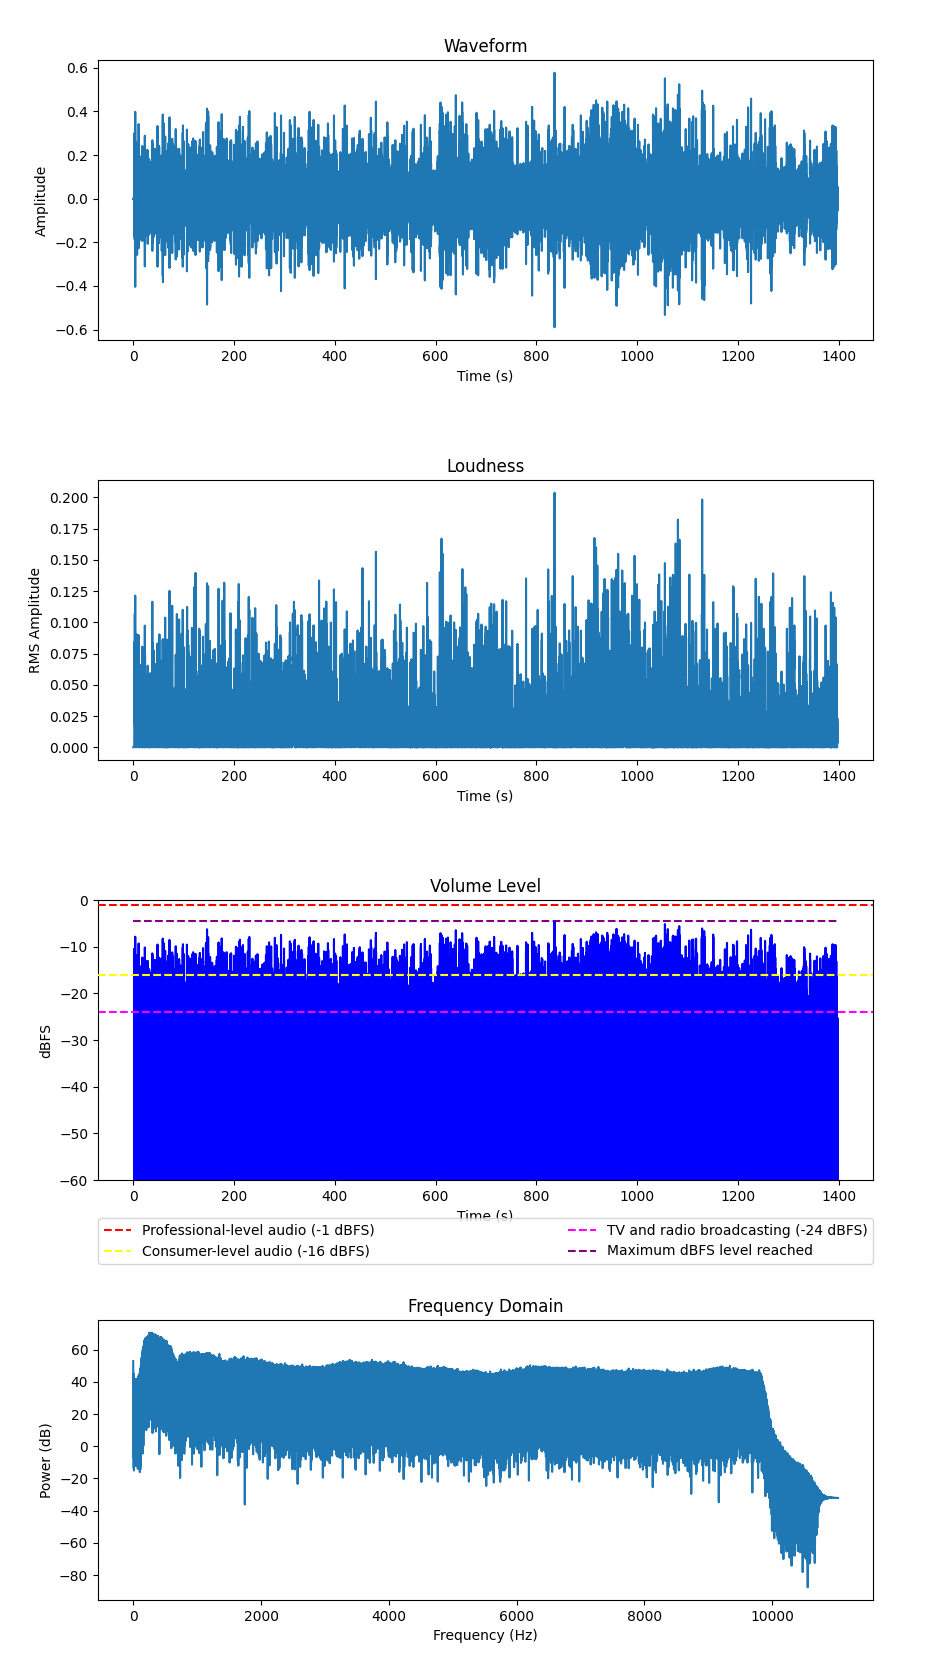 Waveform
0.6
0.4
0.2
0.0
−0.2
−0.4
−0.6
Amplitude
0 200 400 600 800 1000 1200 1400
Time (s)
Loudness
0.200
0.175
0.150
0.125
0.100
0.075
0.050
0.025
0.000
RMS Amplitude
0 200 400 600 800 1000 1200 1400
Time (s)
Volume Level
0
−10
−20
−30
−40
−50
−60
dBFS
0 200 400 600 800 1000 1200 1400
Time (s)
Professional-level audio (-1 dBFS)
Consumer-level audio (-16 dBFS)
TV and radio broadcasting (-24 dBFS)
Maximum dBFS level reached
Frequency Domain
60
40
20
0
−20
−40
−60
−80
Power (dB)
0 2000 4000 6000 8000 10000
Frequency (Hz)